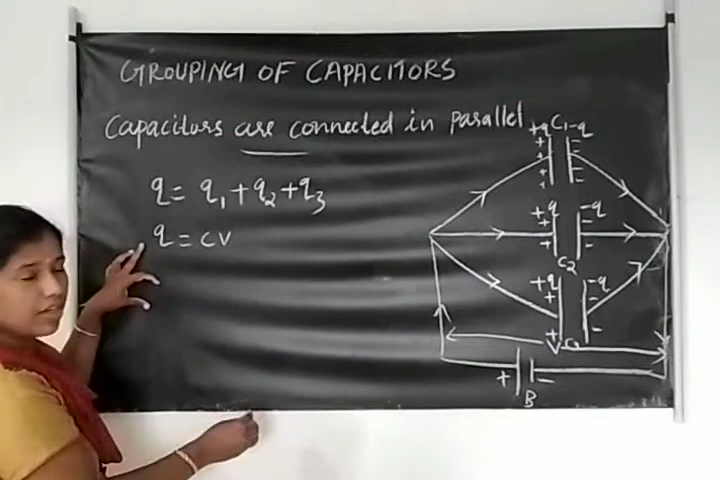 GROUPING OF CAPACITORS
Capacitors are connected in parallel
q = q1 + q2 + q3
q = cv
+q C1 -q
+q -q
C2
+q -q
V C3
+ -
B